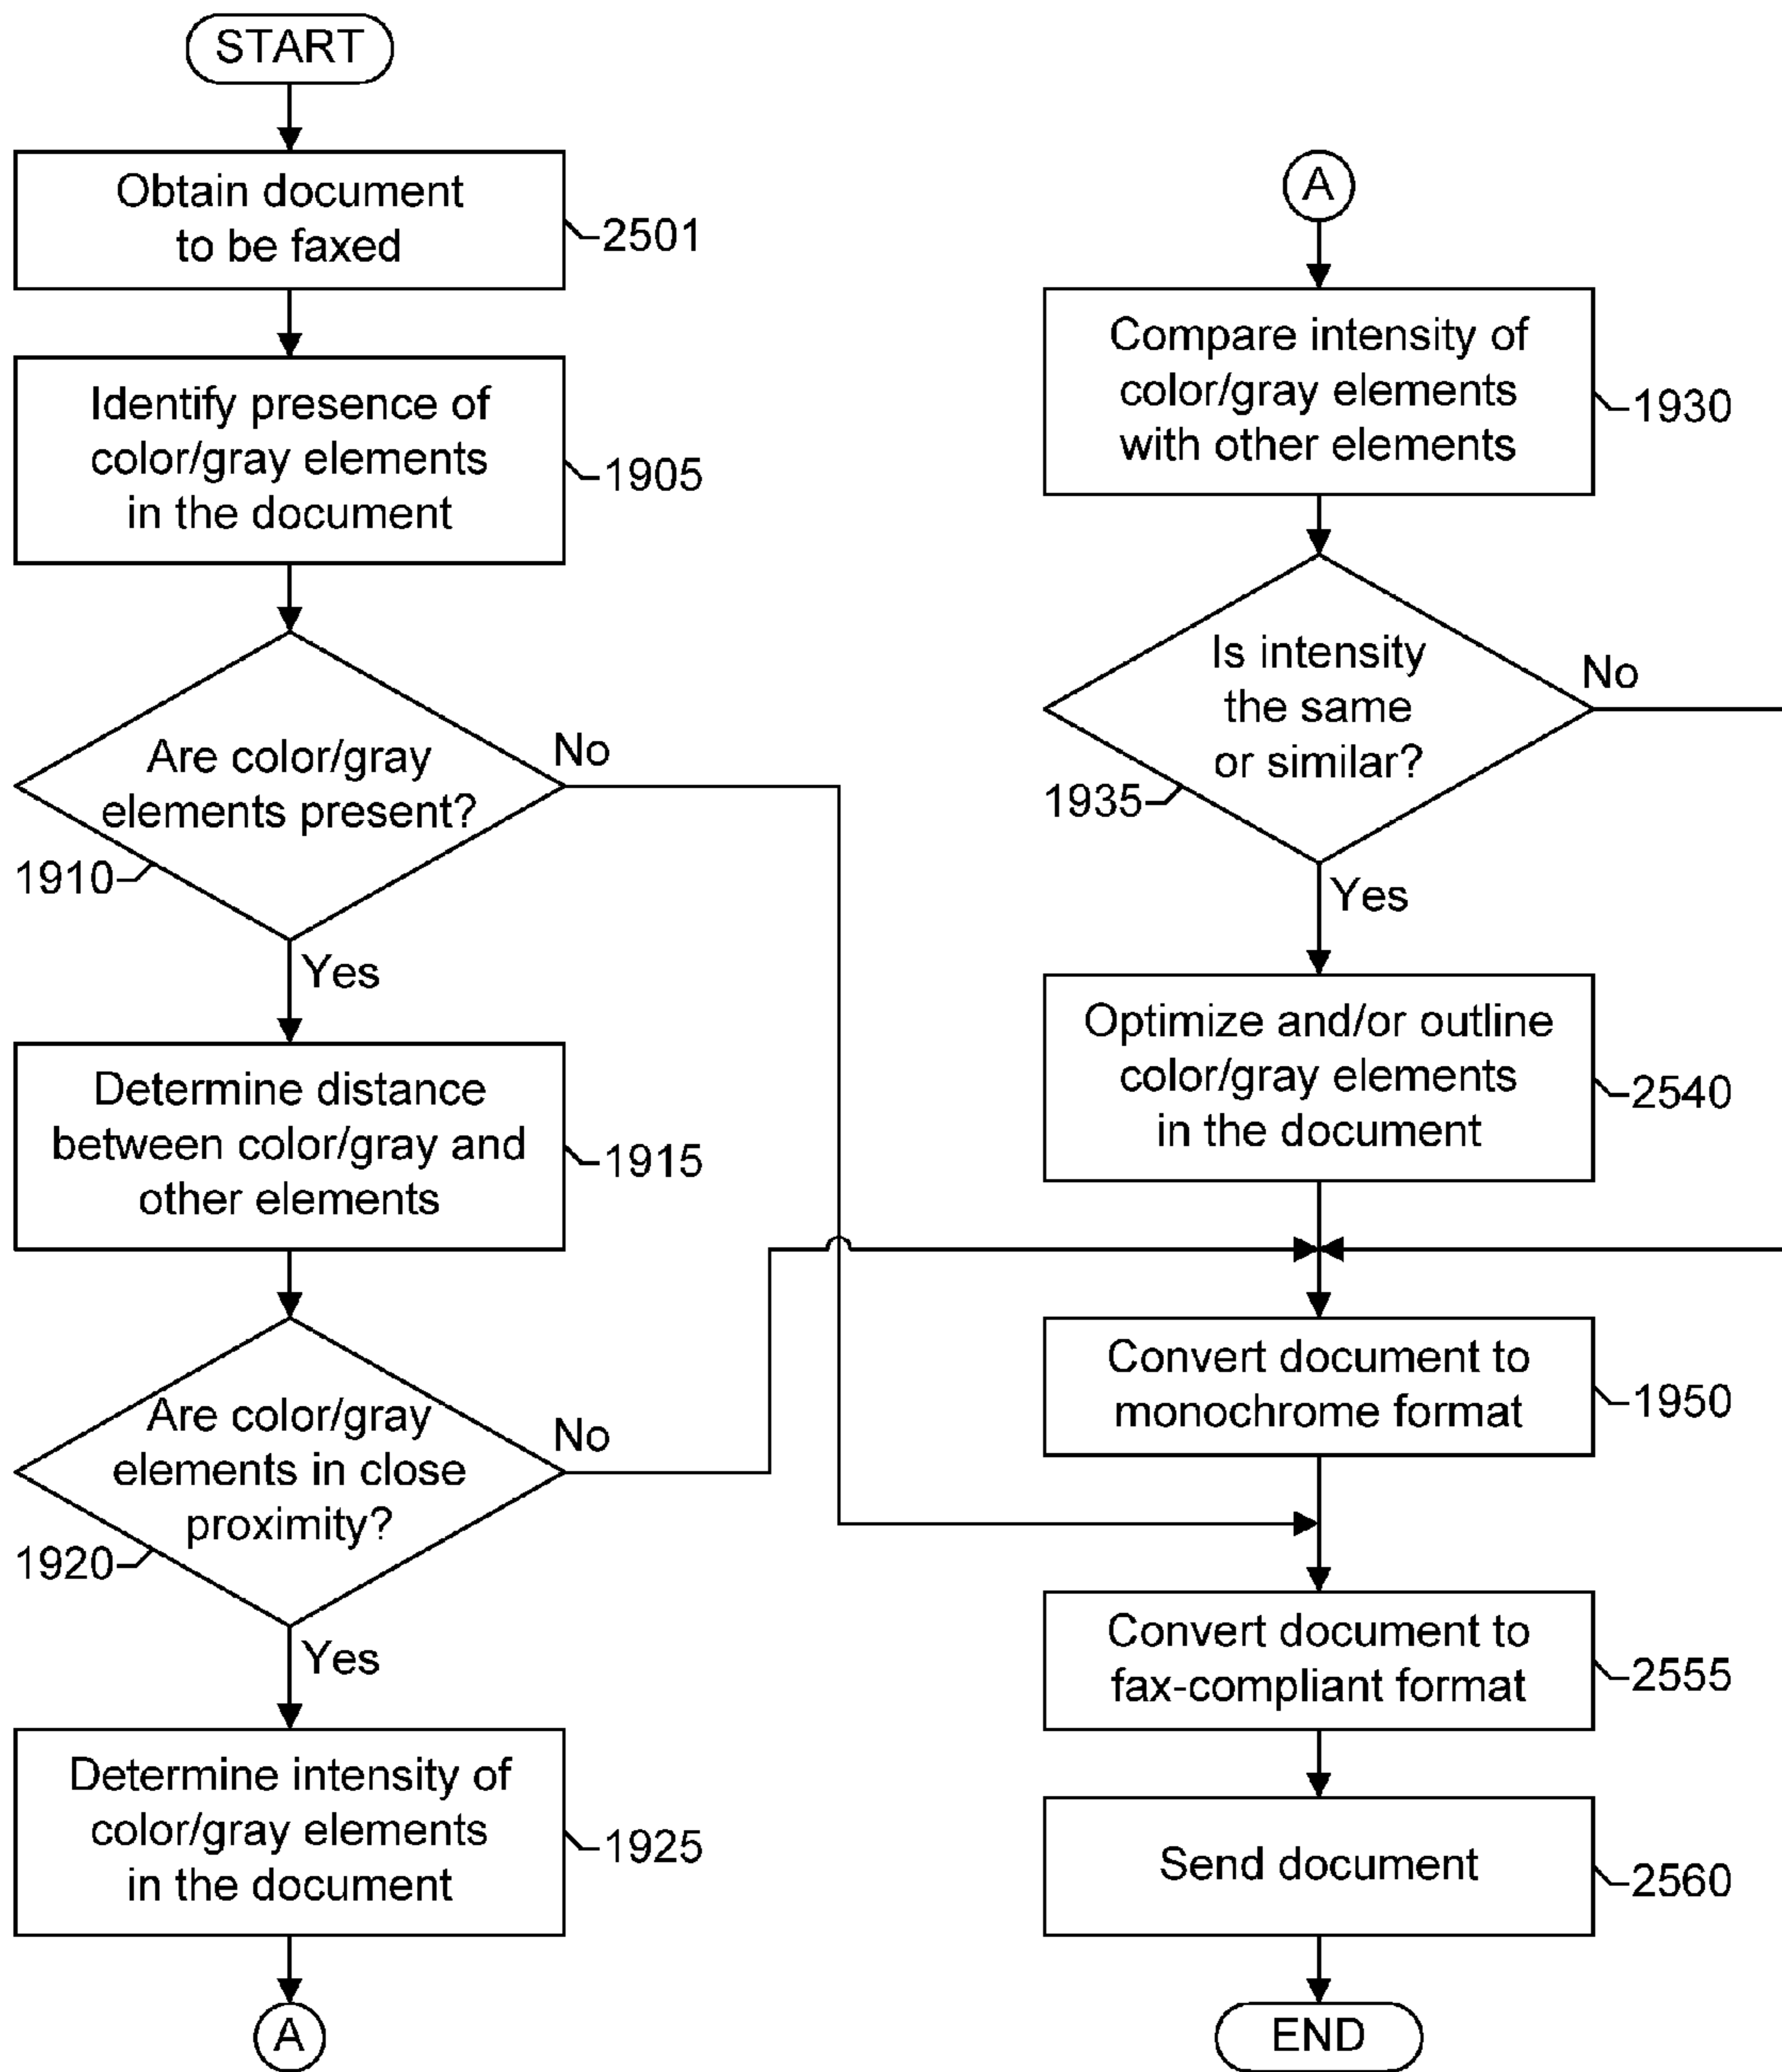 START
Obtain document
to be faxed
2501
Identify presence of
color/gray elements
in the document
1905
Are color/gray
elements present?
No
1910
Yes
Determine distance
between color/gray and
other elements
1915
Are color/gray
elements in close
proximity?
No
1920
Yes
Determine intensity of
color/gray elements
in the document
1925
A
A
Compare intensity of
color/gray elements
with other elements
1930
Is intensity
the same
or similar?
No
1935
Yes
Optimize and/or outline
color/gray elements
in the document
2540
Convert document to
monochrome format
1950
Convert document to
fax-compliant format
2555
Send document
2560
END